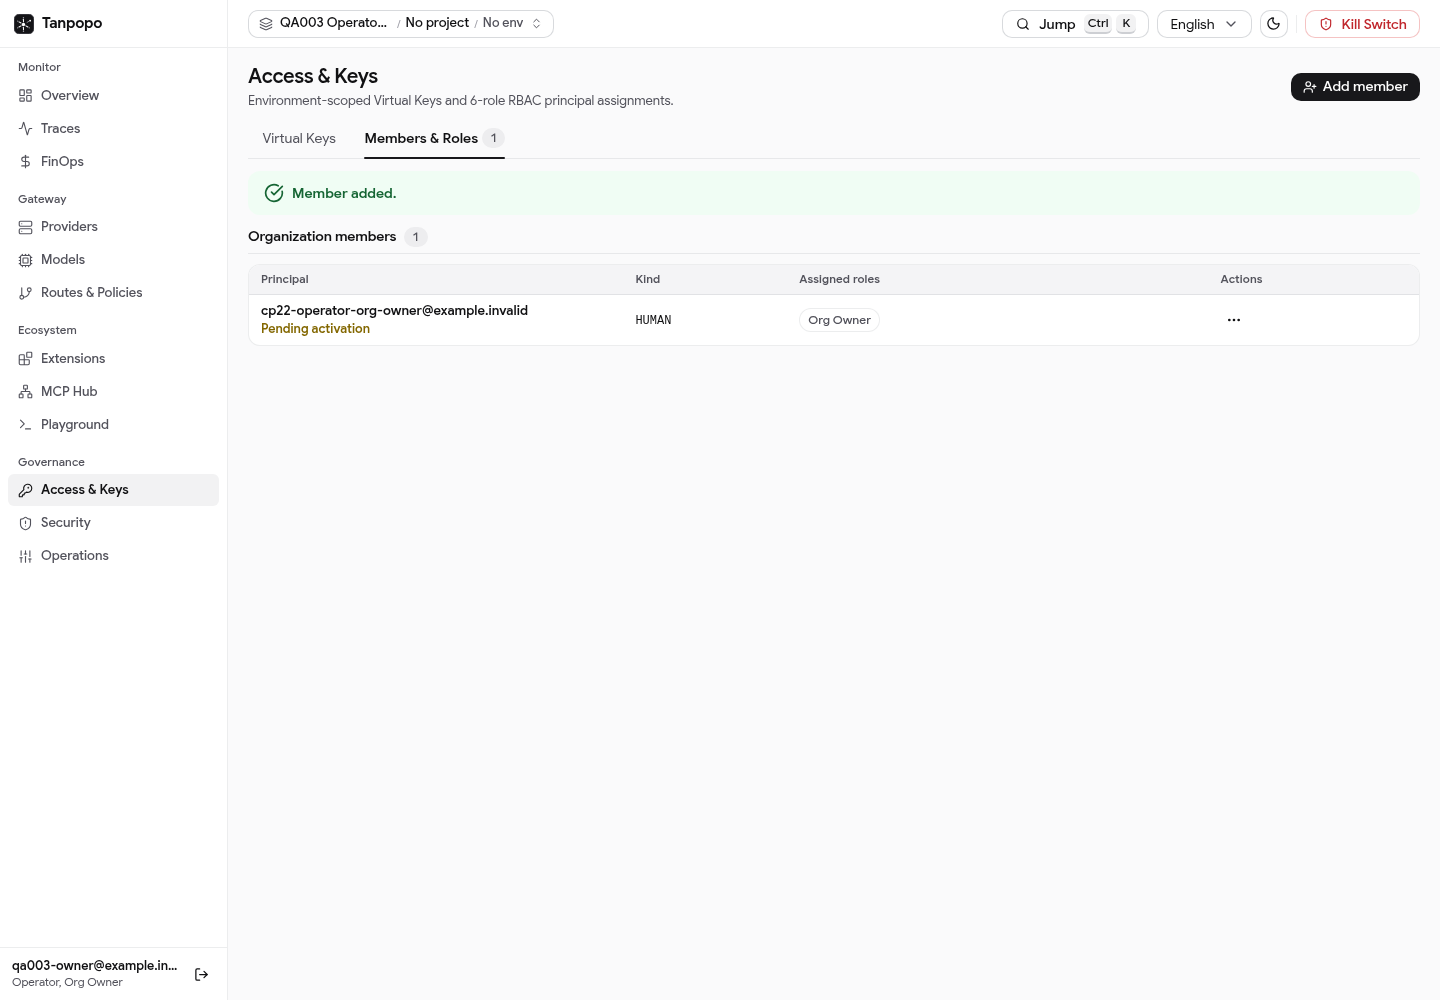 Tanpopo
QA003 Operato... / No project / No env
Jump Ctrl K
English
Kill Switch
Monitor
Overview
Traces
FinOps
Gateway
Providers
Models
Routes & Policies
Ecosystem
Extensions
MCP Hub
Playground
Governance
Access & Keys
Security
Operations
qa003-owner@example.in...
Operator, Org Owner
Access & Keys
Environment-scoped Virtual Keys and 6-role RBAC principal assignments.
Add member
Virtual Keys
Members & Roles 1
Member added.
Organization members 1
Principal Kind Assigned roles Actions
cp22-operator-org-owner@example.invalid
Pending activation
HUMAN
Org Owner